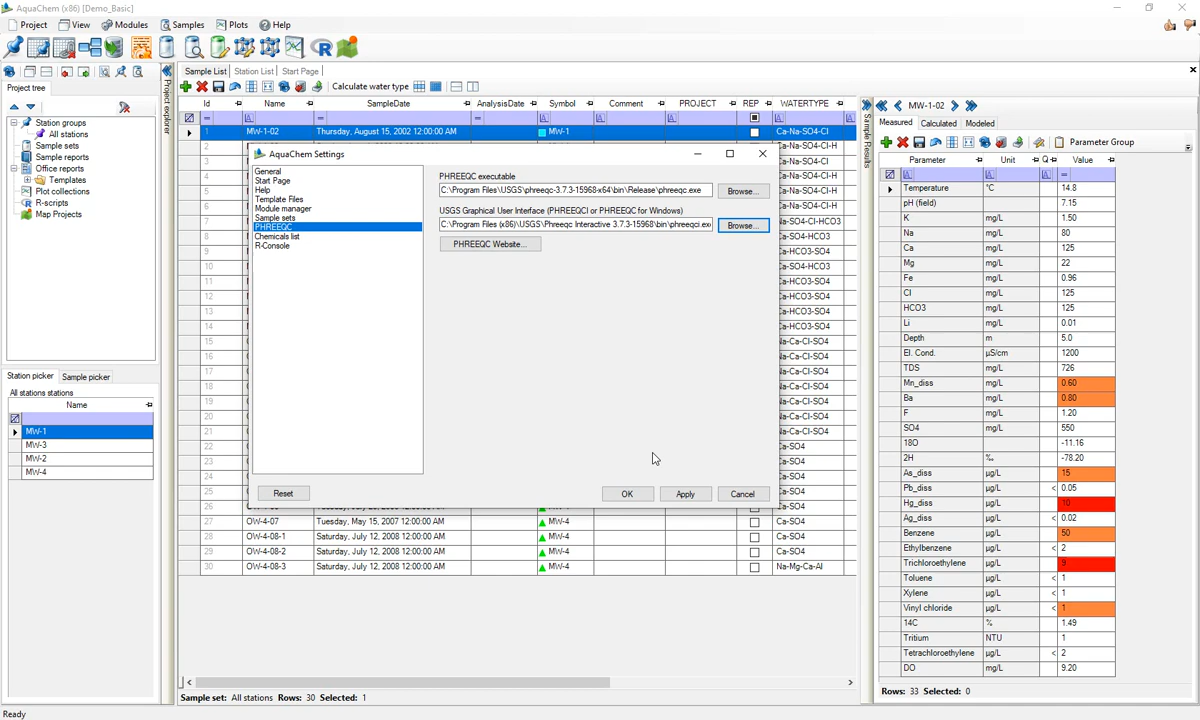 AquaChem (x86) [Demo_Basic]
Project View Modules Samples Plots Help
Project tree
Station groups
All stations
Sample sets
Sample reports
Office reports
Templates
Plot collections
R-scripts
Map Projects
Project explorer
Station picker Sample picker
All stations stations
Name
MW-1
MW-3
MW-2
MW-4
Sample List Station List Start Page
Calculate water type
Id Name SampleDate AnalysisDate Symbol Comment PROJECT REP WATERTYPE
1 MW-1-02 Thursday, August 15, 2002 12:00:00 AM MW-1 Ca-Na-SO4-Cl
AquaChem Settings
General
Start Page
Help
Template Files
Module manager
Sample sets
PHREEQC
Chemicals list
R-Console
PHREEQC executable
C:\Program Files\USGS\phreeqc-3.7.3-15968-x64\bin\Release\phreeqc.exe Browse...
USGS Graphical User Interface (PHREEQCI or PHREEQC for Windows)
C:\Program Files (x86)\USGS\Phreeqc Interactive 3.7.3-15968\bin\phreeqci.exe Browse...
PHREEQC Website...
Reset OK Apply Cancel
27 OW-4-07 Tuesday, May 15, 2007 12:00:00 AM MW-4 Ca-SO4
28 OW-4-08-1 Saturday, July 12, 2008 12:00:00 AM MW-4 Ca-SO4
29 OW-4-08-2 Saturday, July 12, 2008 12:00:00 AM MW-4 Ca-SO4
30 OW-4-08-3 Saturday, July 12, 2008 12:00:00 AM MW-4 Na-Mg-Ca-Al
Sample set: All stations Rows: 30 Selected: 1
Sample Results
MW-1-02
Measured Calculated Modeled
Parameter Group
Parameter Unit Q Value
Temperature °C 14.8
pH (field) 7.15
K mg/L 1.50
Na mg/L 80
Ca mg/L 125
Mg mg/L 22
Fe mg/L 0.96
Cl mg/L 125
HCO3 mg/L 125
Li mg/L 0.01
Depth m 5.0
El. Cond. µS/cm 1200
TDS mg/L 726
Mn_diss mg/L 0.60
Ba mg/L 0.80
F mg/L 1.20
SO4 mg/L 550
18O -11.16
2H ‰ -78.20
As_diss µg/L 15
Pb_diss µg/L < 0.05
Hg_diss µg/L 10
Ag_diss µg/L < 0.02
Benzene µg/L 50
Ethylbenzene µg/L < 2
Trichloroethylene µg/L 9
Toluene µg/L < 1
Xylene µg/L < 1
Vinyl chloride µg/L < 1
14C % 1.49
Tritium NTU 1
Tetrachloroethylene µg/L < 2
DO mg/L 9.20
Rows: 33 Selected: 0
Ready